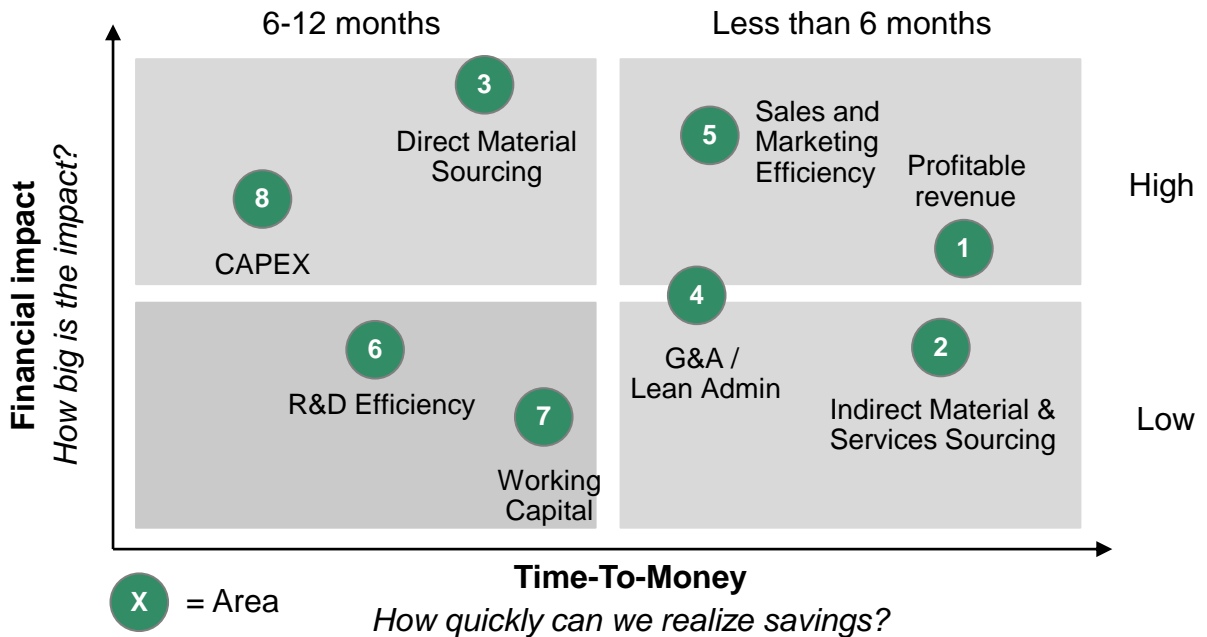 6-12 months
Less than 6 months
Financial impact
How big is the impact?
3
Direct Material
Sourcing
8
CAPEX
5
Sales and
Marketing
Efficiency
Profitable
revenue
1
High
6
R&D Efficiency
7
Working
Capital
4
G&A /
Lean Admin
2
Indirect Material &
Services Sourcing
Low
Time-To-Money
How quickly can we realize savings?
X = Area